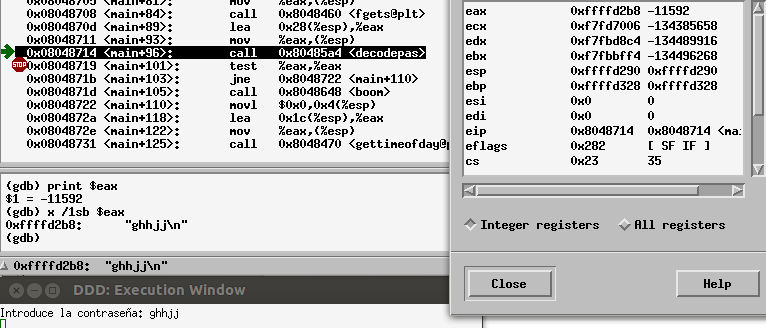 0x08048705 <main+81>: mov %eax,(%esp)
0x08048708 <main+84>: call 0x8048460 <fgets@plt>
0x0804870d <main+89>: lea 0x28(%esp),%eax
0x08048711 <main+93>: mov %eax,(%esp)
0x08048714 <main+96>: call 0x80485a4 <decodepas>
STOP
0x08048719 <main+101>: test %eax,%eax
0x0804871b <main+103>: jne 0x8048722 <main+110>
0x0804871d <main+105>: call 0x8048648 <boom>
0x08048722 <main+110>: movl $0x0,0x4(%esp)
0x0804872a <main+118>: lea 0x1c(%esp),%eax
0x0804872e <main+122>: mov %eax,(%esp)
0x08048731 <main+125>: call 0x8048470 <gettimeofday@p
(gdb) print $eax
$1 = -11592
(gdb) x /1sb $eax
0xffffd2b8: "ghhjj\n"
(gdb)
0xffffd2b8: "ghhjj\n"
DDD: Execution Window
Introduce la contraseña: ghhjj
eax 0xffffd2b8 -11592
ecx 0xf7fd7006 -134385658
edx 0xf7fbd8c4 -134489916
ebx 0xf7fbbff4 -134496268
esp 0xffffd290 0xffffd290
ebp 0xffffd328 0xffffd328
esi 0x0 0
edi 0x0 0
eip 0x8048714 0x8048714 <mai
eflags 0x282 [ SF IF ]
cs 0x23 35
Integer registers
All registers
Close
Help